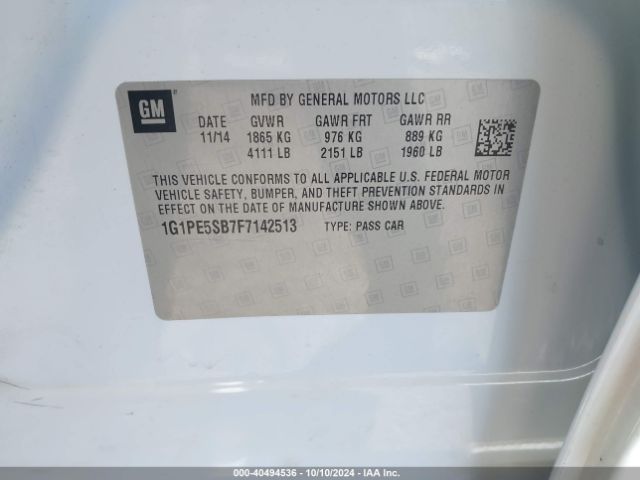 GM
MFD BY GENERAL MOTORS LLC
DATE GVWR GAWR FRT GAWR RR
11/14 1865 KG 976 KG 889 KG
4111 LB 2151 LB 1960 LB
THIS VEHICLE CONFORMS TO ALL APPLICABLE U.S. FEDERAL MOTOR
VEHICLE SAFETY, BUMPER, AND THEFT PREVENTION STANDARDS IN
EFFECT ON THE DATE OF MANUFACTURE SHOWN ABOVE.
1G1PE5SB7F7142513 TYPE: PASS CAR
000-40494536 - 10/10/2024 - IAA Inc.